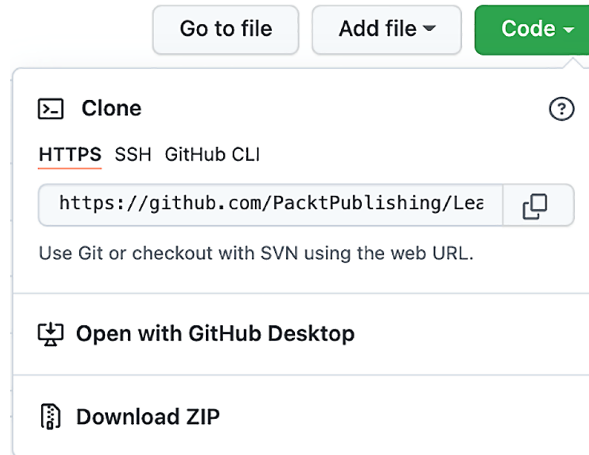 Go to file Add file Code
Clone
HTTPS SSH GitHub CLI
https://github.com/PacktPublishing/Lea
Use Git or checkout with SVN using the web URL.
Open with GitHub Desktop
Download ZIP